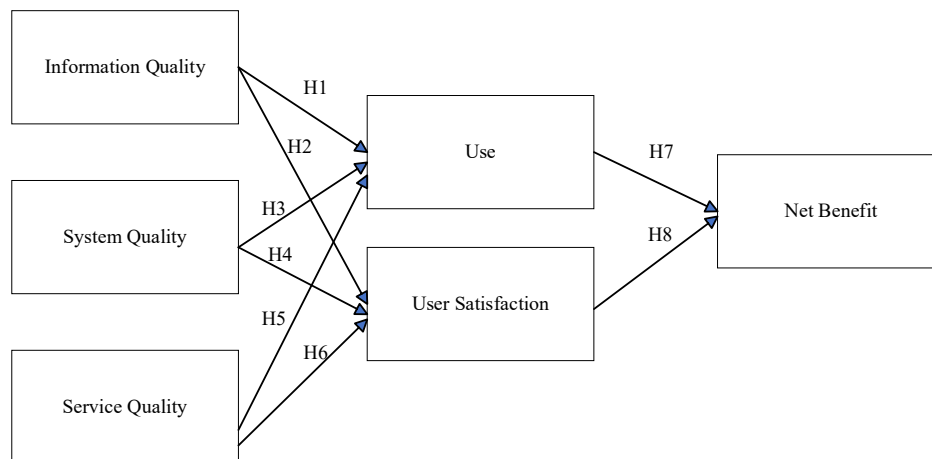 Information Quality
H1
Use
H2
H7
Net Benefit
System Quality
H3
H4
H8
User Satisfaction
H5
H6
Service Quality